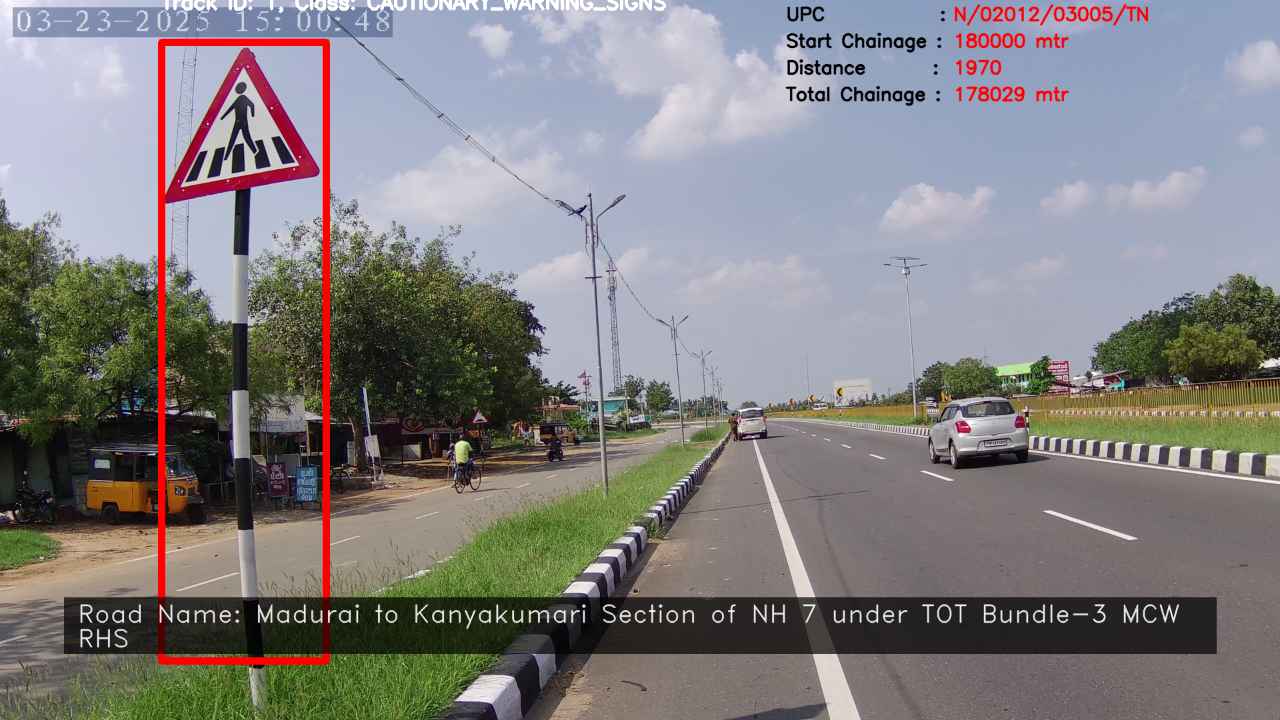 Track ID: 1, Class: CAUTIONARY_WARNING_SIGNS
03-23-2025 15:00:48
UPC : N/02012/03005/TN
Start Chainage : 180000 mtr
Distance : 1970
Total Chainage : 178029 mtr
Road Name: Madurai to Kanyakumari Section of NH 7 under TOT Bundle-3 MCW
RHS